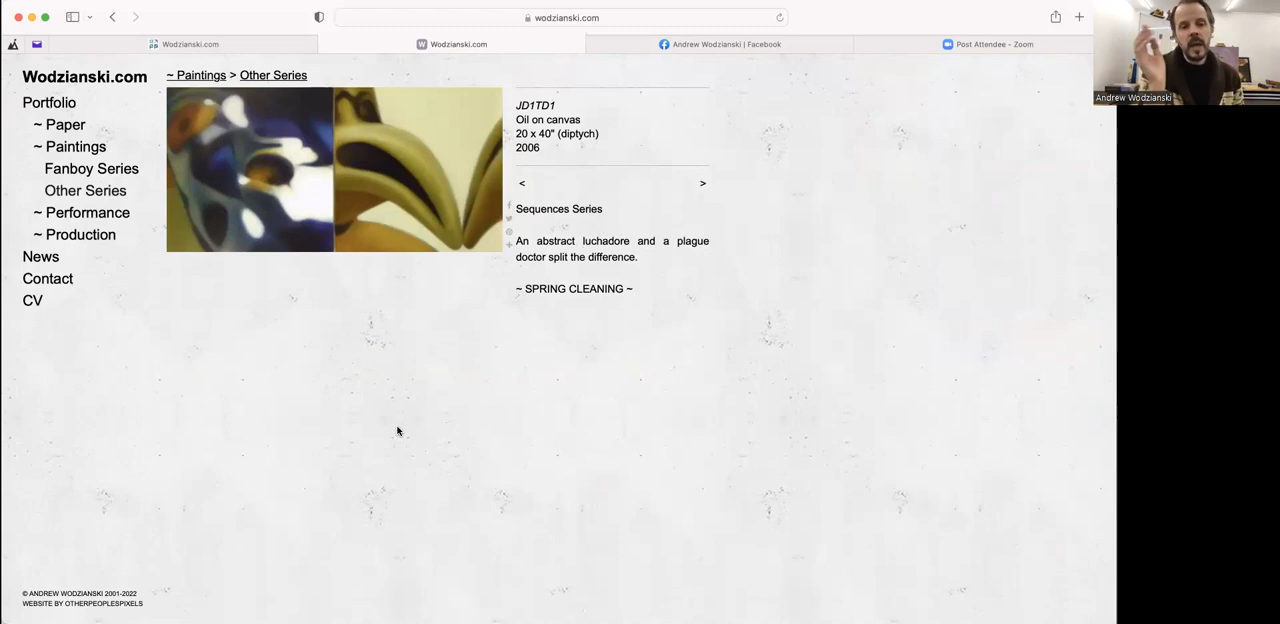 wodzianski.com
Wodzianski.com
W Wodzianski.com
Andrew Wodzianski | Facebook
Post Attendee - Zoom
Andrew Wodzianski
Wodzianski.com
~ Paintings > Other Series
Portfolio
~ Paper
~ Paintings
Fanboy Series
Other Series
~ Performance
~ Production
News
Contact
CV
JD1TD1
Oil on canvas
20 x 40" (diptych)
2006
< >
Sequences Series
An abstract luchadore and a plague
doctor split the difference.
~ SPRING CLEANING ~
© ANDREW WODZIANSKI 2001-2022
WEBSITE BY OTHERPEOPLESPIXELS